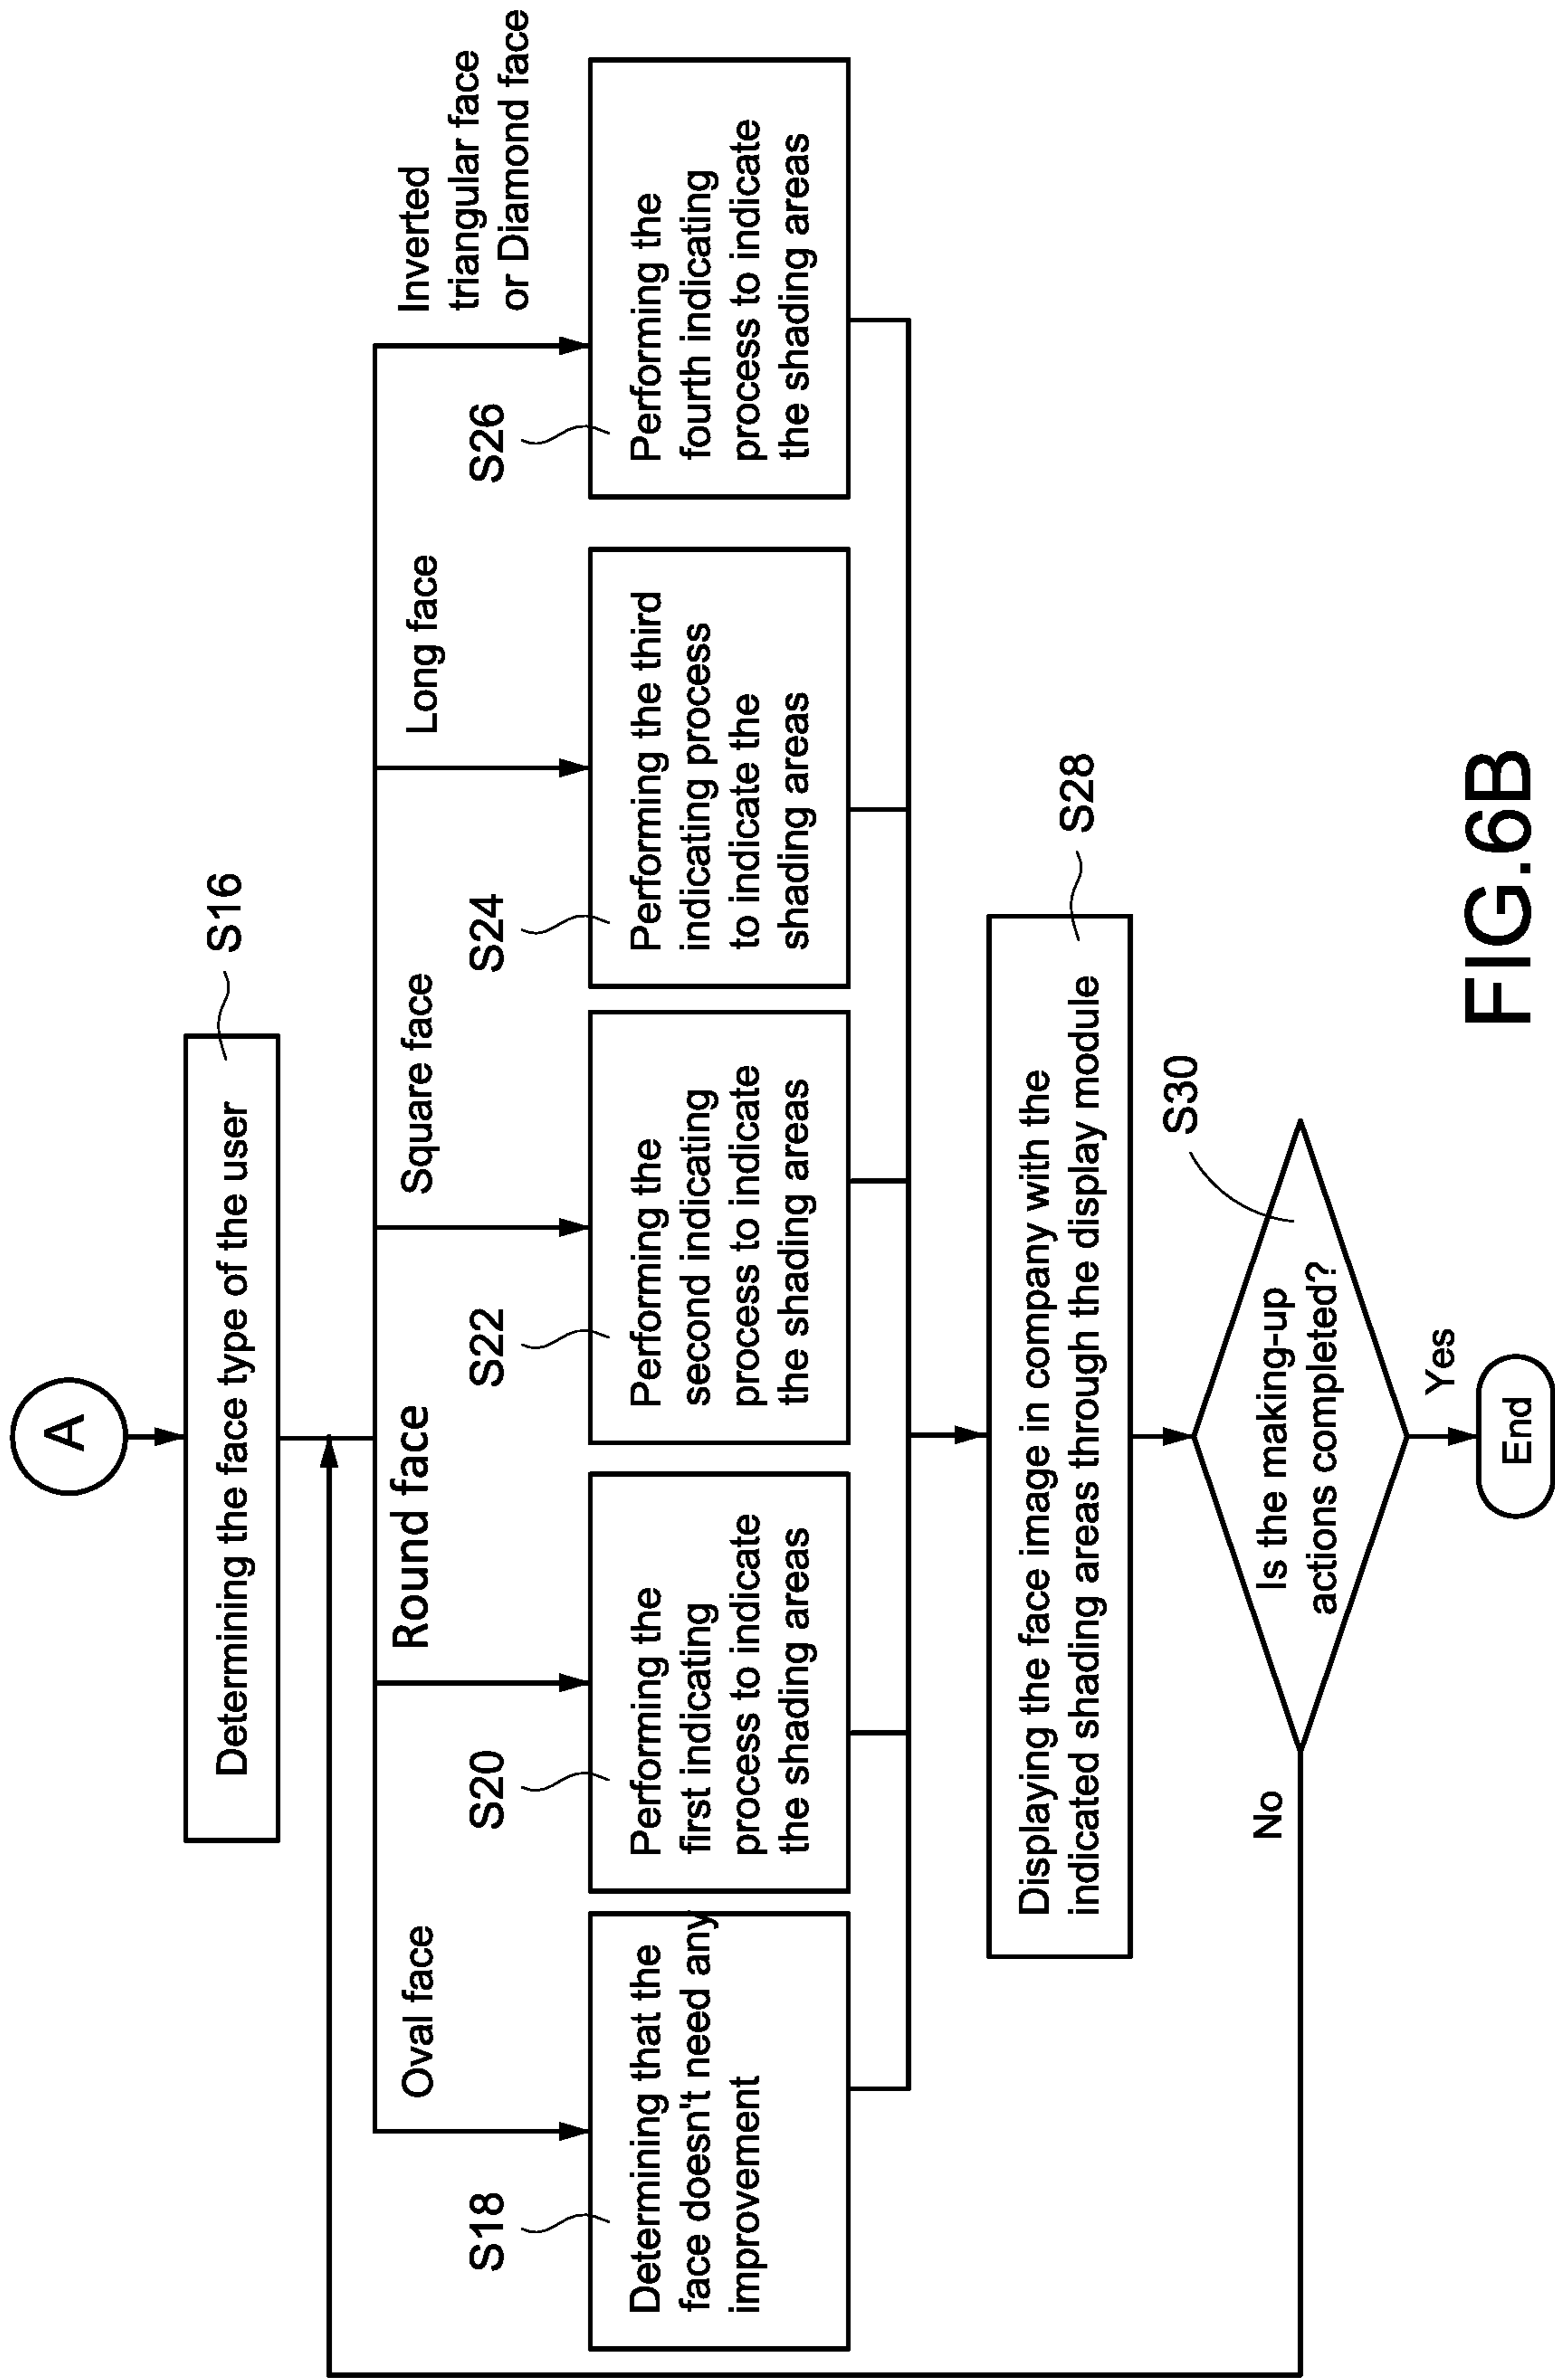 A
S16
Determining the face type of the user
Oval face
Round face
Square face
Long face
Inverted
triangular face
or Diamond face
S18
Determining that the
face doesn't need any
improvement
S20
Performing the
first indicating
process to indicate
the shading areas
S22
Performing the
second indicating
process to indicate
the shading areas
S24
Performing the third
indicating process
to indicate the
shading areas
S26
Performing the
fourth indicating
process to indicate
the shading areas
S28
Displaying the face image in company with the
indicated shading areas through the display module
S30
Is the making-up
actions completed?
No
Yes
End
FIG.6B